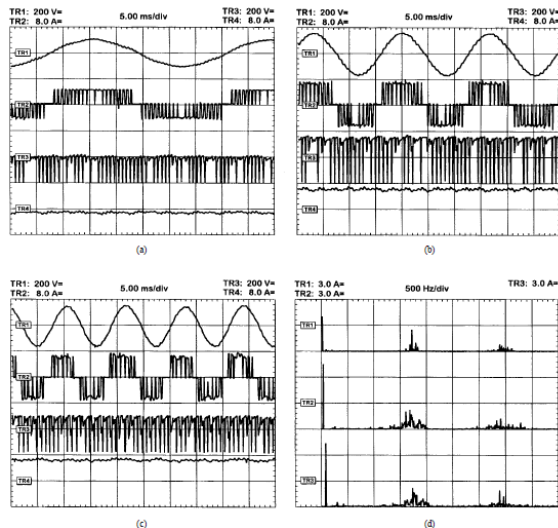 TR1: 200 V=
TR2: 8.0 A=
5.00 ms/div
TR3: 200 V=
TR4: 8.0 A=
TR1
TR2
TR3
TR4
(a)
TR1: 200 V=
TR2: 8.0 A=
5.00 ms/div
TR3: 200 V=
TR4: 8.0 A=
TR1
TR2
TR3
TR4
(b)
TR1: 200 V=
TR2: 8.0 A=
5.00 ms/div
TR3: 200 V=
TR4: 8.0 A=
TR1
TR2
TR3
TR4
(c)
TR1: 3.0 A=
TR2: 3.0 A=
500 Hz/div
TR3: 3.0 A=
TR1
TR2
TR3
(d)